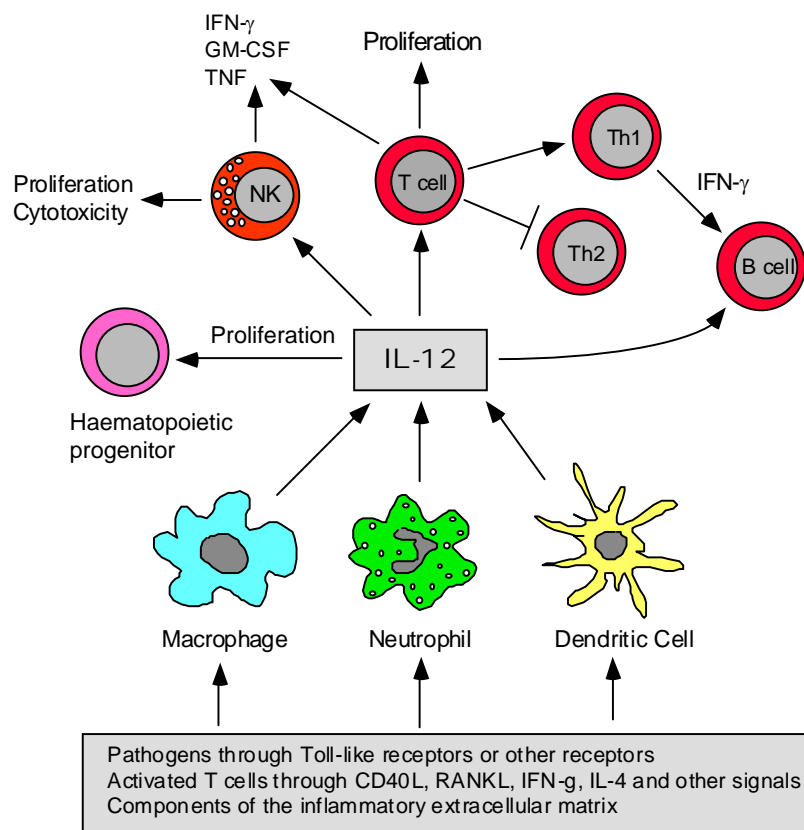 IFN-γ
GM-CSF
TNF
Proliferation
Th1
NK
T cell
IFN-γ
Proliferation
Cytotoxicity
Th2
B cell
Proliferation
IL-12
Haematopoietic
progenitor
Macrophage
Neutrophil
Dendritic Cell
Pathogens through Toll-like receptors or other receptors
Activated T cells through CD40L, RANKL, IFN-g, IL-4 and other signals
Components of the inflammatory extracellular matrix